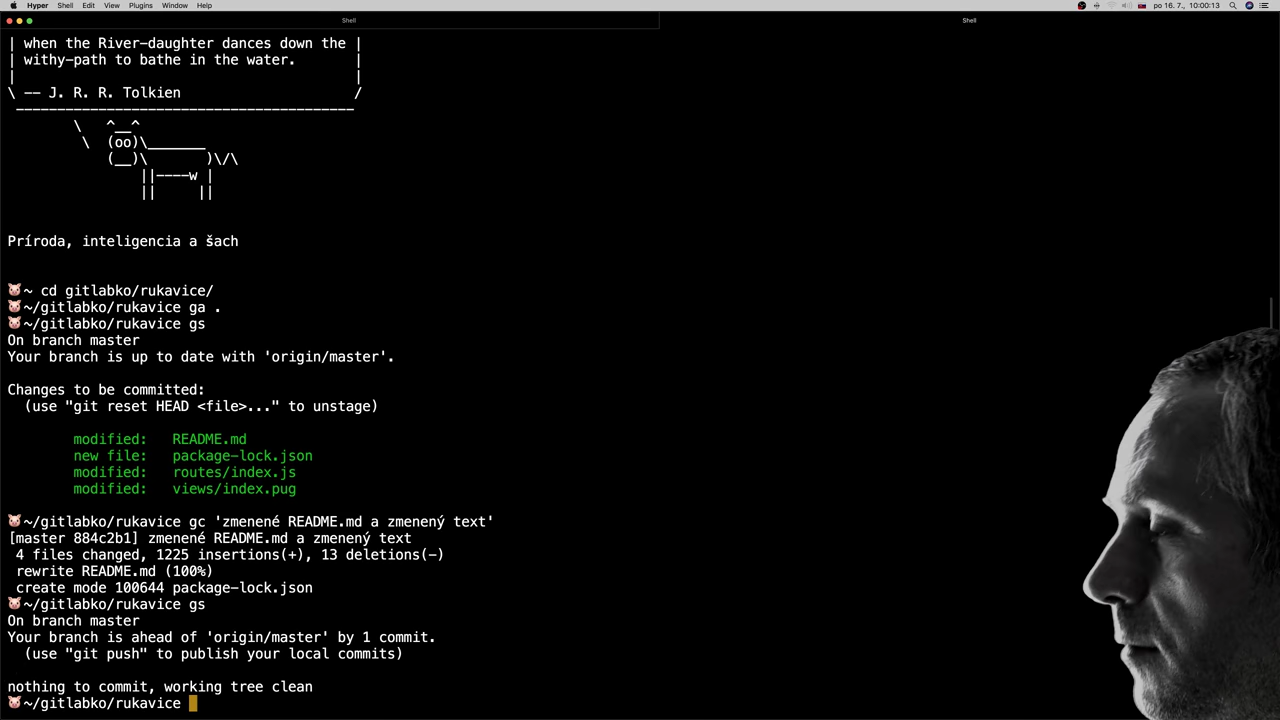 Hyper Shell Edit View Plugins Window Help po 16. 7., 10:00:13
Shell Shell
| when the River-daughter dances down the |
| withy-path to bathe in the water. |
| |
\ -- J. R. R. Tolkien /
-----------------------------------------
\ ^__^
\ (oo)\_______
(__)\ )\/\
||----w |
|| ||
Príroda, inteligencia a šach
~ cd gitlabko/rukavice/
~/gitlabko/rukavice ga .
~/gitlabko/rukavice gs
On branch master
Your branch is up to date with 'origin/master'.
Changes to be committed:
(use "git reset HEAD <file>..." to unstage)
modified: README.md
new file: package-lock.json
modified: routes/index.js
modified: views/index.pug
~/gitlabko/rukavice gc 'zmenené README.md a zmenený text'
[master 884c2b1] zmenené README.md a zmenený text
4 files changed, 1225 insertions(+), 13 deletions(-)
rewrite README.md (100%)
create mode 100644 package-lock.json
~/gitlabko/rukavice gs
On branch master
Your branch is ahead of 'origin/master' by 1 commit.
(use "git push" to publish your local commits)
nothing to commit, working tree clean
~/gitlabko/rukavice